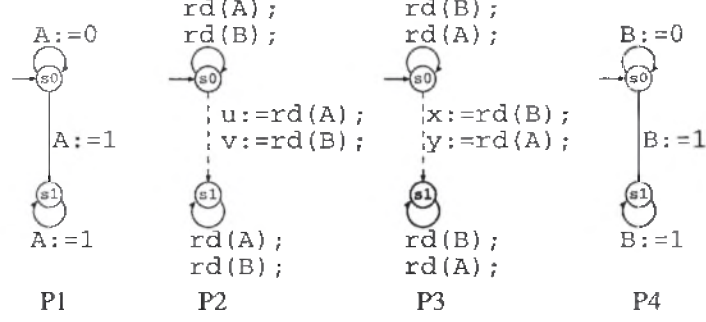 rd(A); rd(B);
A:=0 rd(B); rd(A); B:=0
s0 s0 s0 s0
u:=rd(A); x:=rd(B);
A:=1 v:=rd(B); y:=rd(A); B:=1
s1 s1 s1 s1
A:=1 rd(A); rd(B); B:=1
rd(B); rd(A);
P1 P2 P3 P4